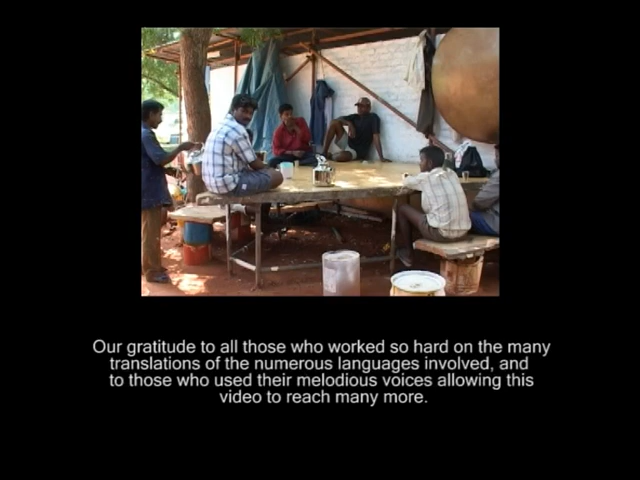 Our gratitude to all those who worked so hard on the many
translations of the numerous languages involved, and
to those who used their melodious voices allowing this
video to reach many more.